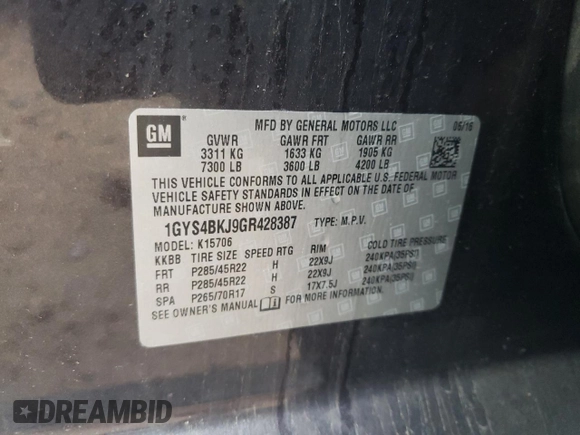 GM
MFD BY GENERAL MOTORS LLC 06/16
GVWR GAWR FRT GAWR RR
3311 KG 1633 KG 1905 KG
7300 LB 3600 LB 4200 LB
THIS VEHICLE CONFORMS TO ALL APPLICABLE U.S. FEDERAL MOTOR
VEHICLE SAFETY STANDARDS IN EFFECT ON THE DATE OF
MANUFACTURE SHOWN ABOVE.
1GYS4BKJ9GR428387 TYPE: M.P.V.
MODEL: K15706
KKBB TIRE SIZE SPEED RTG RIM COLD TIRE PRESSURE
FRT P285/45R22 H 22X9J 240KPA(35PSI)
RR P285/45R22 H 22X9J 240KPA(35PSI)
SPA P265/70R17 S 17X7.5J 240KPA(35PSI)
SEE OWNER'S MANUAL FOR MORE INFORMATION.
DREAMBID